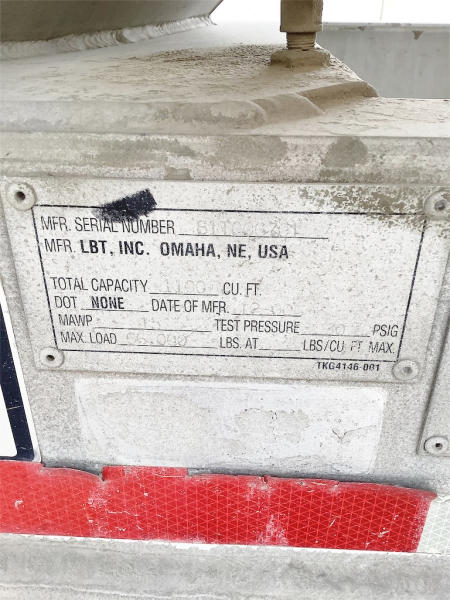 MFR. SERIAL NUMBER
MFR. LBT, INC. OMAHA, NE, USA
TOTAL CAPACITY 1100 CU. FT.
DOT NONE DATE OF MFR.
MAWP TEST PRESSURE PSIG
MAX. LOAD LBS. AT LBS/CU FT MAX.
TKG4146-001